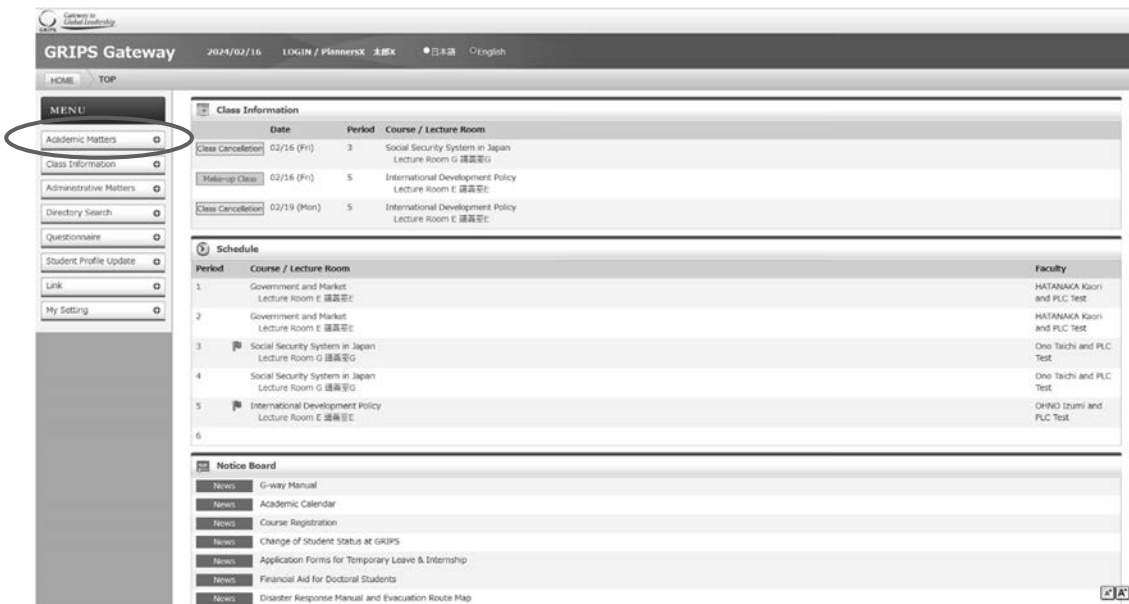 Gateway to
Global Leadership
GRIPS
GRIPS Gateway 2024/02/16 LOGIN / PlannersX 太郎X 日本語 English
HOME TOP
MENU
Academic Matters
Class Information
Administrative Matters
Directory Search
Questionnaire
Student Profile Update
Link
My Setting
Class Information
Date Period Course / Lecture Room
Class Cancelletion 02/16 (Fri) 3 Social Security System in Japan
Lecture Room G 講義室G
Make-up Class 02/16 (Fri) 5 International Development Policy
Lecture Room E 講義室E
Class Cancelletion 02/19 (Mon) 5 International Development Policy
Lecture Room E 講義室E
Schedule
Period Course / Lecture Room Faculty
1 Government and Market HATANAKA Kaori
Lecture Room E 講義室E and PLC Test
2 Government and Market HATANAKA Kaori
Lecture Room E 講義室E and PLC Test
3 Social Security System in Japan Ono Taichi and PLC
Lecture Room G 講義室G Test
4 Social Security System in Japan Ono Taichi and PLC
Lecture Room G 講義室G Test
5 International Development Policy OHNO Izumi and
Lecture Room E 講義室E PLC Test
6
Notice Board
News G-way Manual
News Academic Calendar
News Course Registration
News Change of Student Status at GRIPS
News Application Forms for Temporary Leave & Internship
News Financial Aid for Doctoral Students
News Disaster Response Manual and Evacuation Route Map